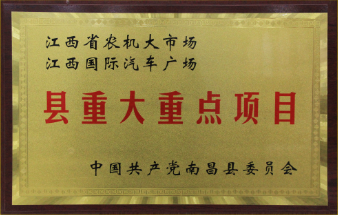 江西省农机大市场
江西国际汽车广场
县重大重点项目
中国共产党南昌县委员会